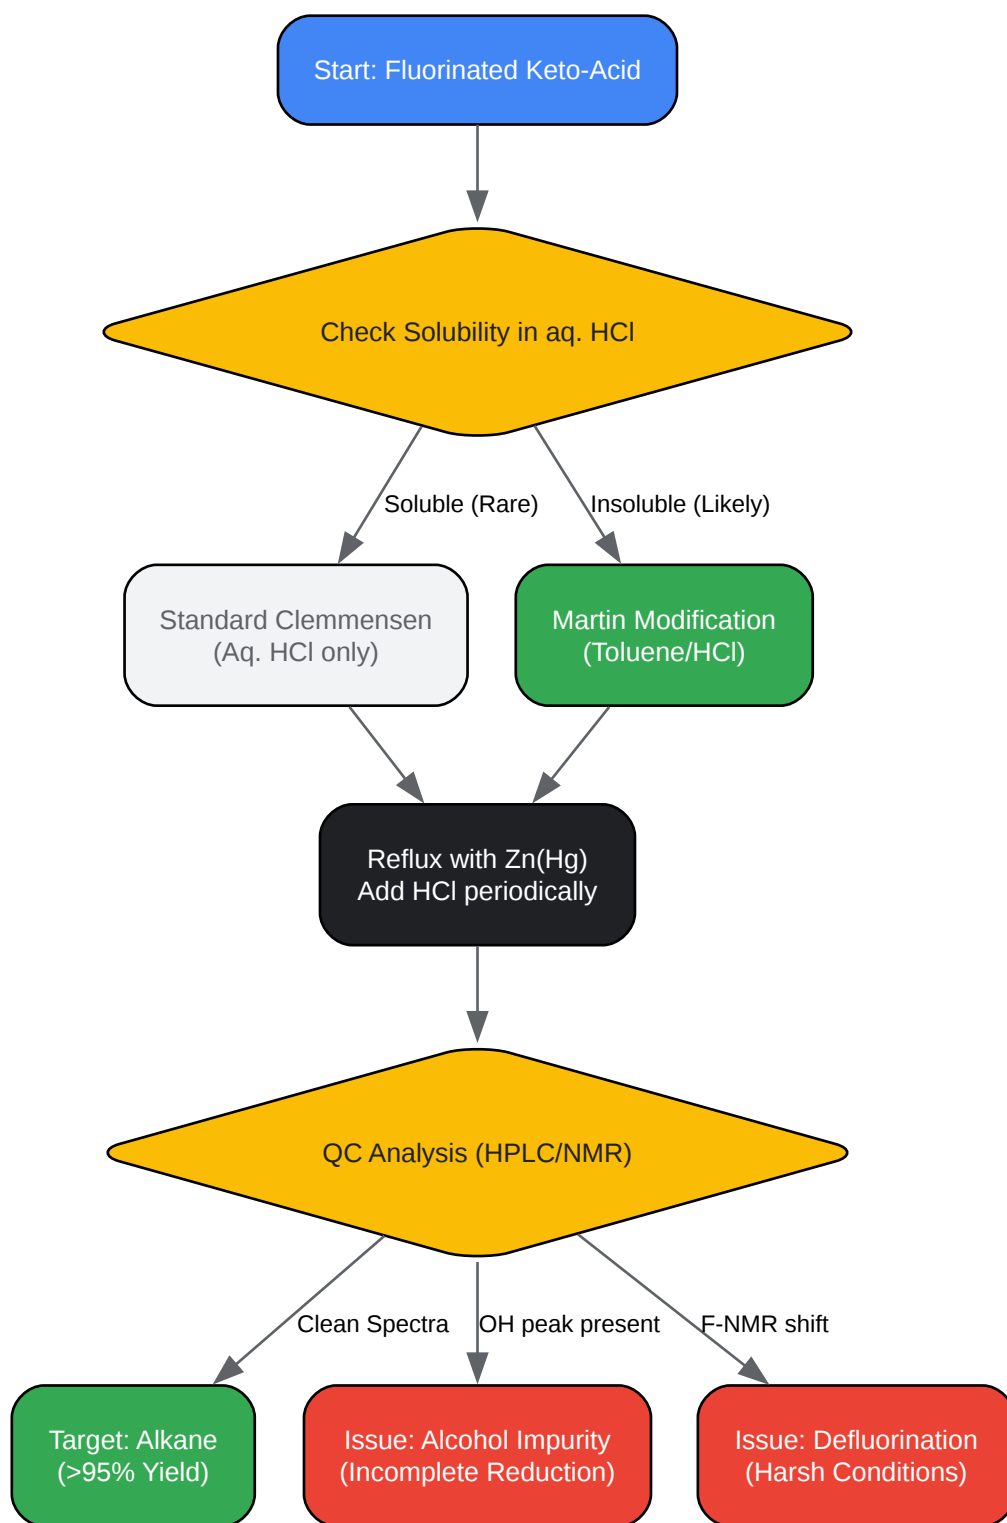 Start: Fluorinated Keto-Acid
Check Solubility in aq. HCl
Soluble (Rare)
Insoluble (Likely)
Standard Clemmensen
(Aq. HCl only)
Martin Modification
(Toluene/HCl)
Reflux with Zn(Hg)
Add HCl periodically
QC Analysis (HPLC/NMR)
Clean Spectra
OH peak present
F-NMR shift
Target: Alkane
(>95% Yield)
Issue: Alcohol Impurity
(Incomplete Reduction)
Issue: Defluorination
(Harsh Conditions)